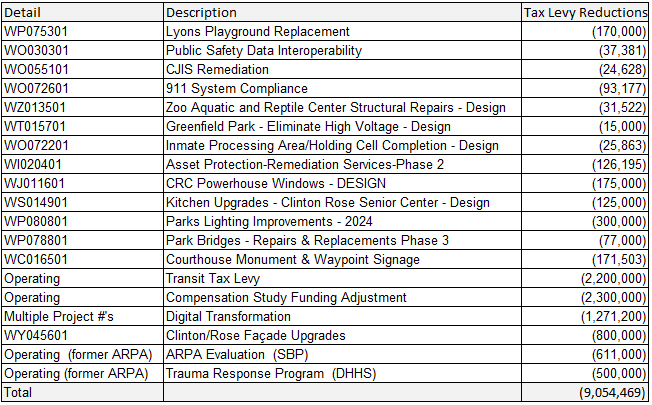 Detail Description Tax Levy Reductions
WP075301 Lyons Playground Replacement (170,000)
WO030301 Public Safety Data Interoperability (37,381)
WO055101 CJIS Remediation (24,628)
WO072601 911 System Compliance (93,177)
WZ013501 Zoo Aquatic and Reptile Center Structural Repairs - Design (31,522)
WT015701 Greenfield Park - Eliminate High Voltage - Design (15,000)
WO072201 Inmate Processing Area/Holding Cell Completion - Design (25,863)
WI020401 Asset Protection-Remediation Services-Phase 2 (126,195)
WJ011601 CRC Powerhouse Windows - DESIGN (175,000)
WS014901 Kitchen Upgrades - Clinton Rose Senior Center - Design (125,000)
WP080801 Parks Lighting Improvements - 2024 (300,000)
WP078801 Park Bridges - Repairs & Replacements Phase 3 (77,000)
WC016501 Courthouse Monument & Waypoint Signage (171,503)
Operating Transit Tax Levy (2,200,000)
Operating Compensation Study Funding Adjustment (2,300,000)
Multiple Project #'s Digital Transformation (1,271,200)
WY045601 Clinton/Rose Façade Upgrades (800,000)
Operating (former ARPA) ARPA Evaluation (SBP) (611,000)
Operating (former ARPA) Trauma Response Program (DHHS) (500,000)
Total (9,054,469)